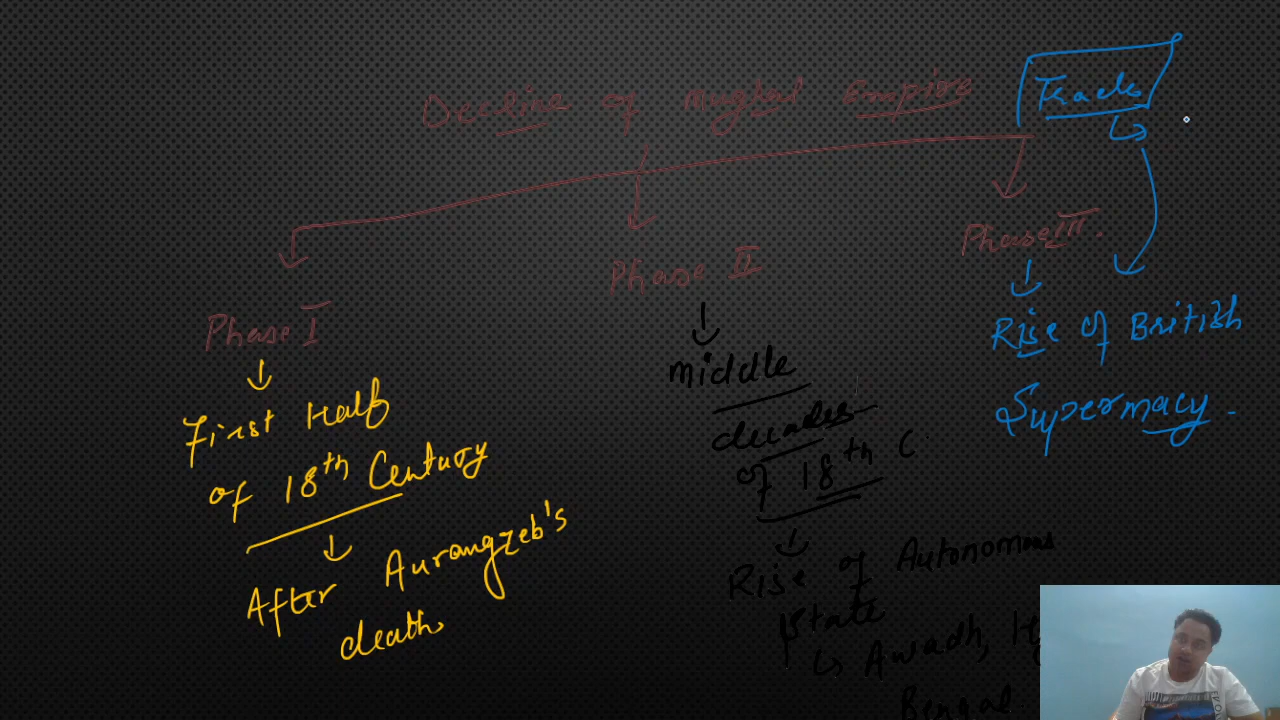 Decline of Mughal Empire
Trade
Phase I
First Half
of 18th Century
After Aurangzeb's
death
Phase II
middle
decades
of 18th C
Rise of Autonomous
State
Awadh,
Bengal.
Phase III.
Rise of British
Supermacy.